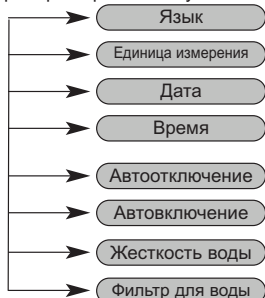 Язык
Единица измерения
Дата
Время
Автоотключение
Автовключение
Жесткость воды
Фильтр для воды